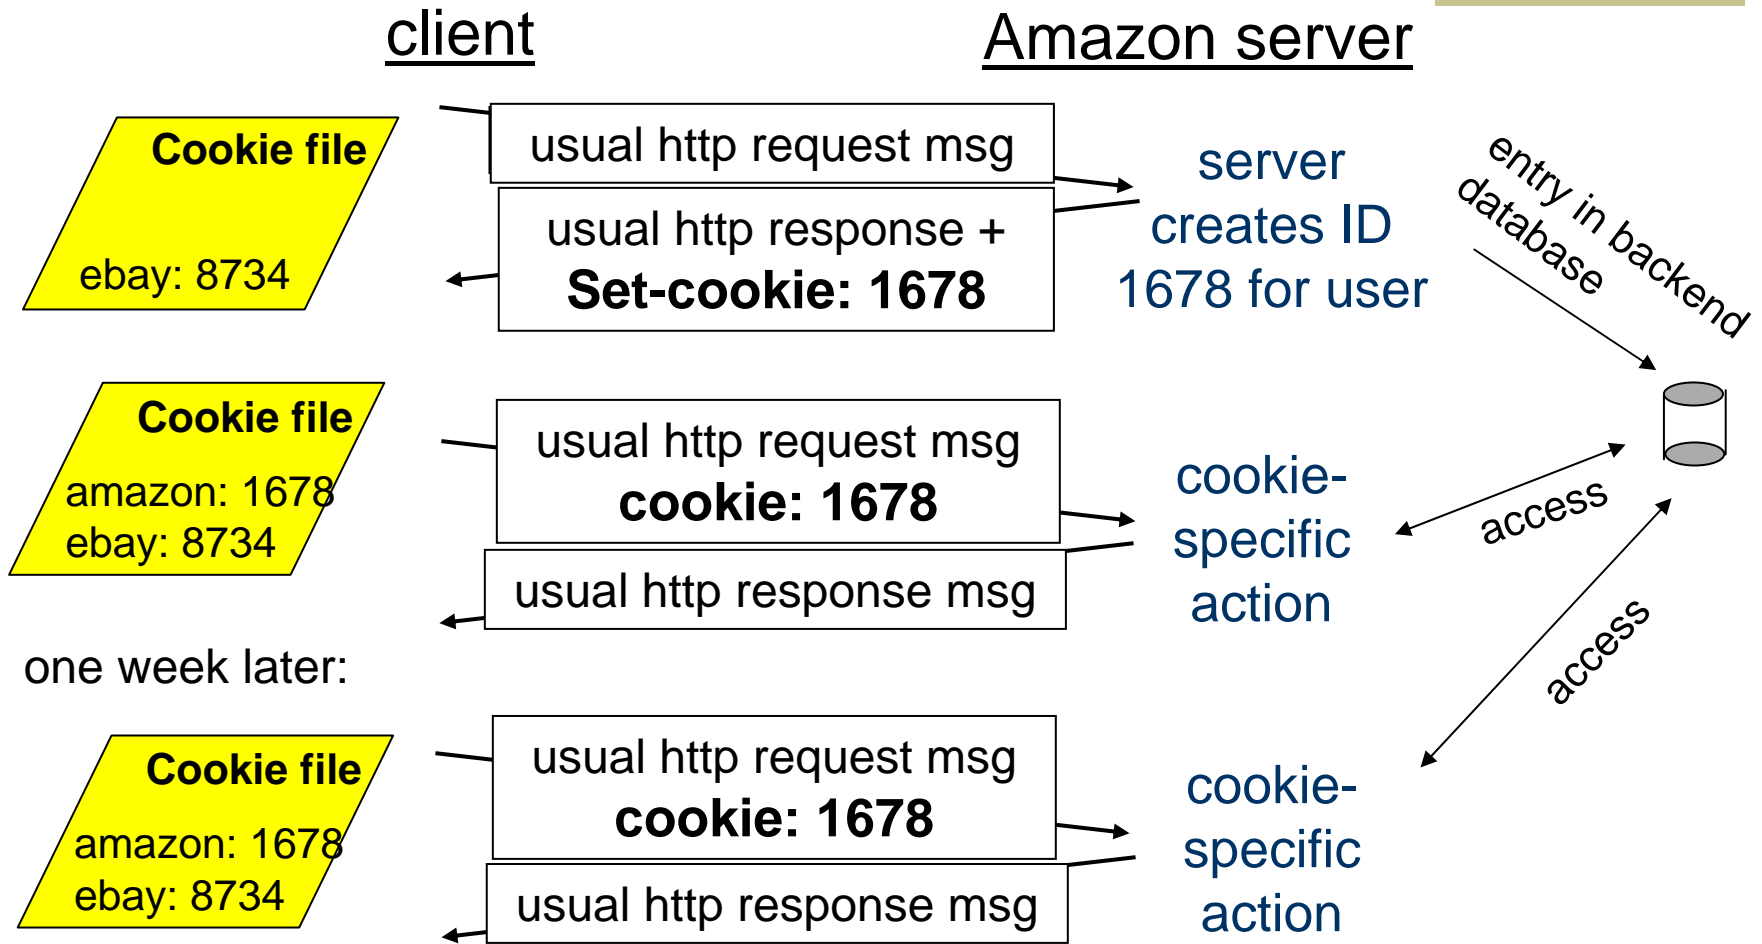 client
Amazon server
Cookie file
ebay: 8734
usual http request msg
usual http response +
Set-cookie: 1678
server
creates ID
1678 for user
entry in backend
database
Cookie file
amazon: 1678
ebay: 8734
usual http request msg
cookie: 1678
usual http response msg
cookie-
specific
action
access
access
one week later:
Cookie file
amazon: 1678
ebay: 8734
usual http request msg
cookie: 1678
usual http response msg
cookie-
specific
action